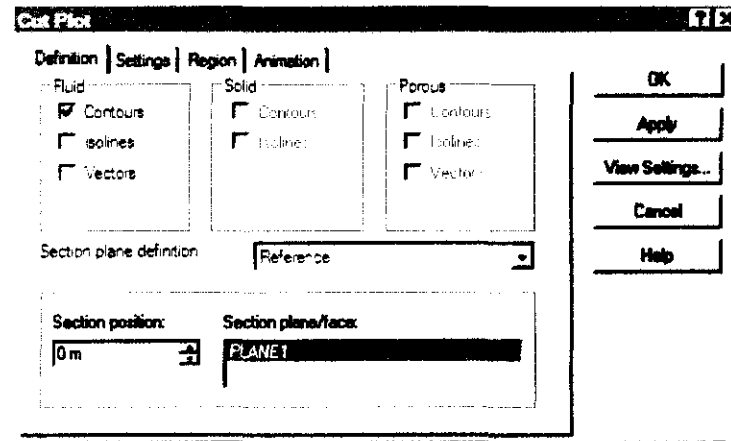 Cut Plot
Definition Settings Region Animation
Fluid Solid Porous
Contours Contours Contours
Isolines Isolines Isolines
Vectors Vectors
Section plane definition Reference
Section position: Section plane/face:
0 m PLANE1
OK
Apply
View Settings...
Cancel
Help